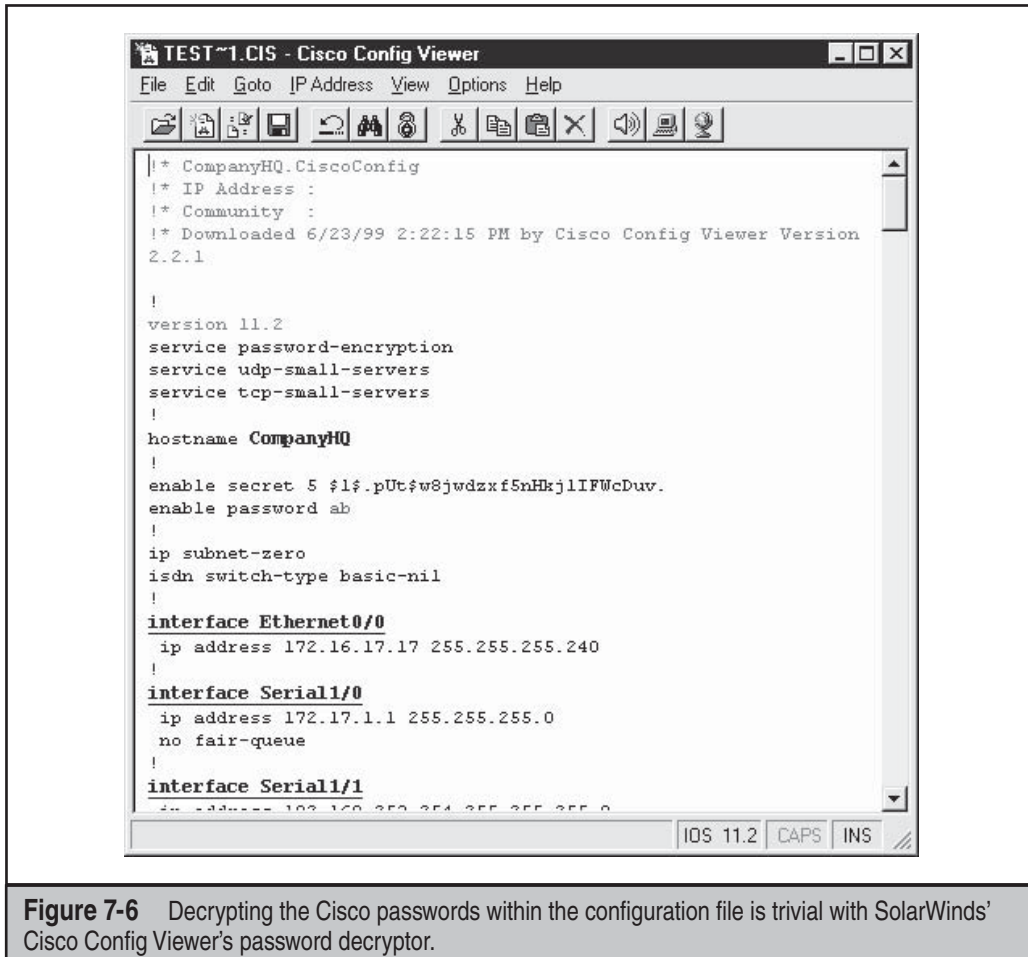 TEST~1.CIS - Cisco Config Viewer
File Edit Goto IP Address View Options Help
!* CompanyHQ.CiscoConfig
!* IP Address :
!* Community :
!* Downloaded 6/23/99 2:22:15 PM by Cisco Config Viewer Version
2.2.1
!
version 11.2
service password-encryption
service udp-small-servers
service tcp-small-servers
!
hostname CompanyHQ
!
enable secret 5 $1$.pUt$w8jwdzxf5nHkjlIFWcDuv.
enable password ab
!
ip subnet-zero
isdn switch-type basic-nil
!
interface Ethernet0/0
ip address 172.16.17.17 255.255.255.240
!
interface Serial1/0
ip address 172.17.1.1 255.255.255.0
no fair-queue
!
interface Serial1/1
ip address
IOS 11.2 CAPS INS
Figure 7-6 Decrypting the Cisco passwords within the configuration file is trivial with SolarWinds'
Cisco Config Viewer's password decryptor.